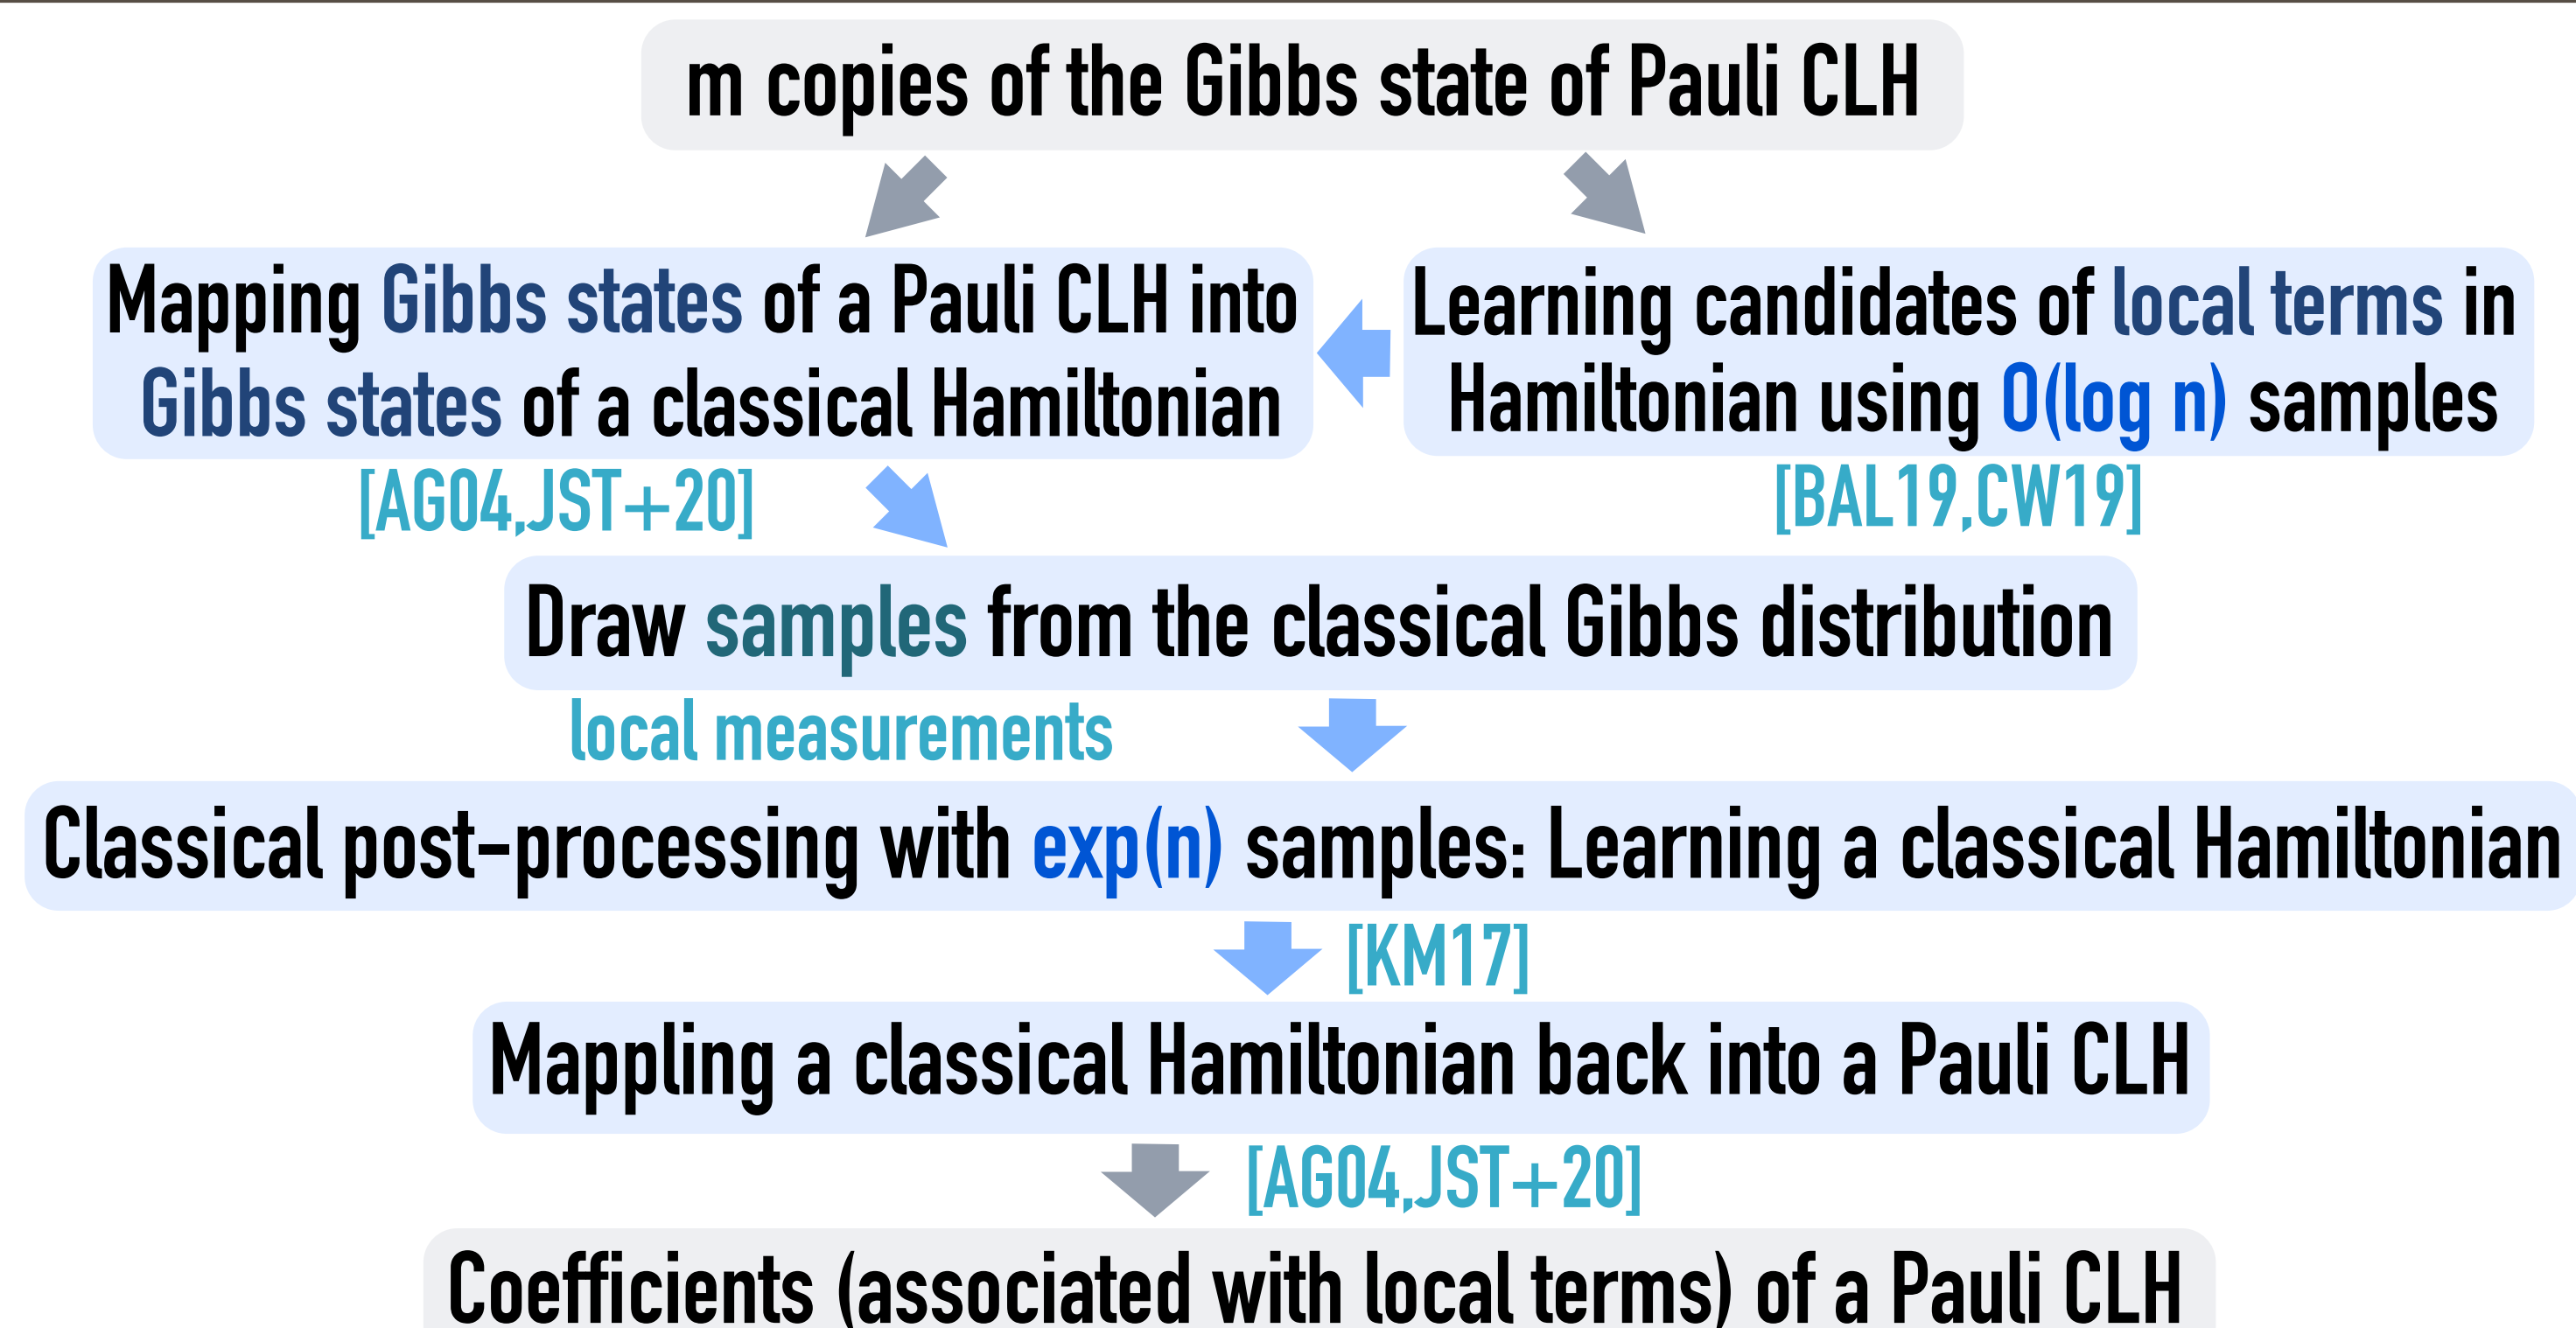 m copies of the Gibbs state of Pauli CLH
Mapping Gibbs states of a Pauli CLH into
Gibbs states of a classical Hamiltonian
[AG04,JST+20]
Learning candidates of local terms in
Hamiltonian using O(log n) samples
[BAL19,CW19]
Draw samples from the classical Gibbs distribution
local measurements
Classical post-processing with exp(n) samples: Learning a classical Hamiltonian
[KM17]
Mappling a classical Hamiltonian back into a Pauli CLH
[AG04,JST+20]
Coefficients (associated with local terms) of a Pauli CLH